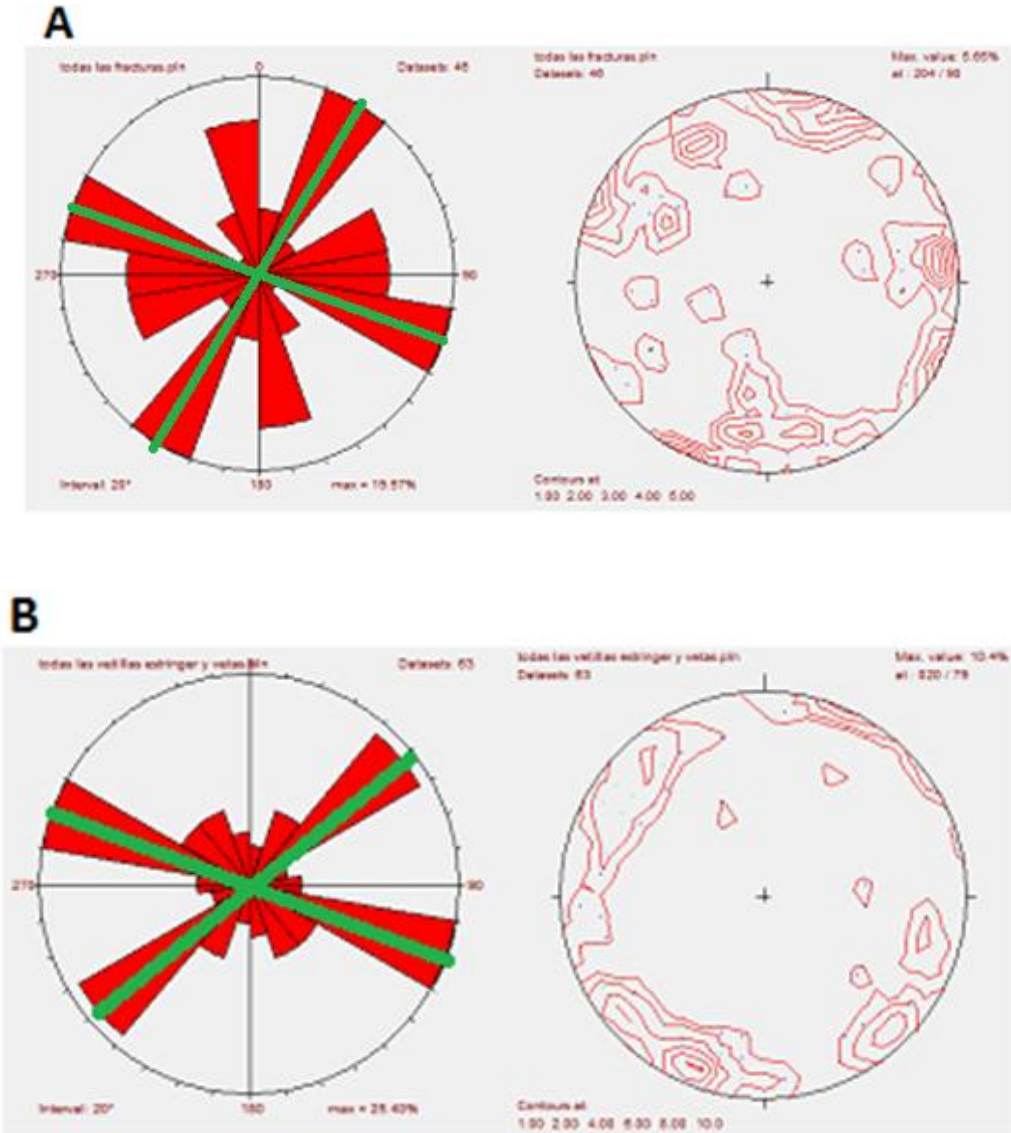 A
todas las fracturas.pln
0
Datasets: 46
270
90
Interval: 20°
180
max = 19.57%
todas las fracturas.pln
Datasets: 46
Max. value: 5.65%
at : 204 / 90
Contours at:
1.00 2.00 3.00 4.00 5.00
B
todas las vetillas estringer y vetas.pln
Datasets: 63
270
90
Interval: 20°
180
max = 25.40%
todas las vetillas estringer y vetas.pln
Datasets: 63
Max. value: 10.4%
at : 020 / 79
Contours at:
1.00 2.00 4.00 6.00 8.00 10.0